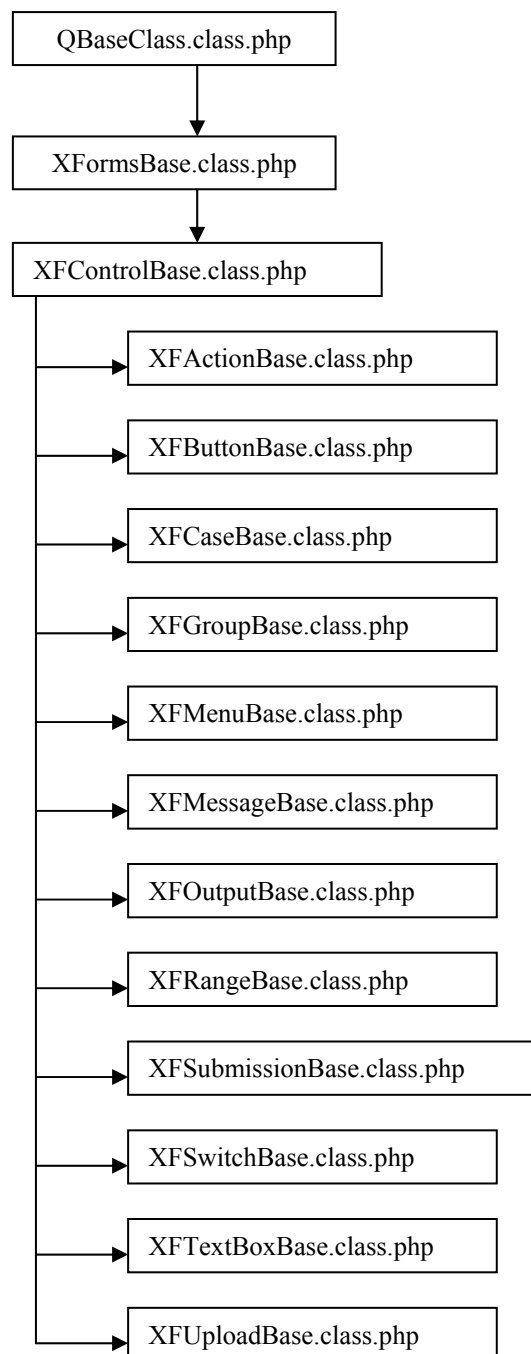 QBaseClass.class.php
XFormsBase.class.php
XFControlBase.class.php
XFActionBase.class.php
XFButtonBase.class.php
XFCaseBase.class.php
XFGroupBase.class.php
XFMenuBase.class.php
XFMessageBase.class.php
XFOutputBase.class.php
XFRangeBase.class.php
XFSubmissionBase.class.php
XFSwitchBase.class.php
XFTextBoxBase.class.php
XFUploadBase.class.php